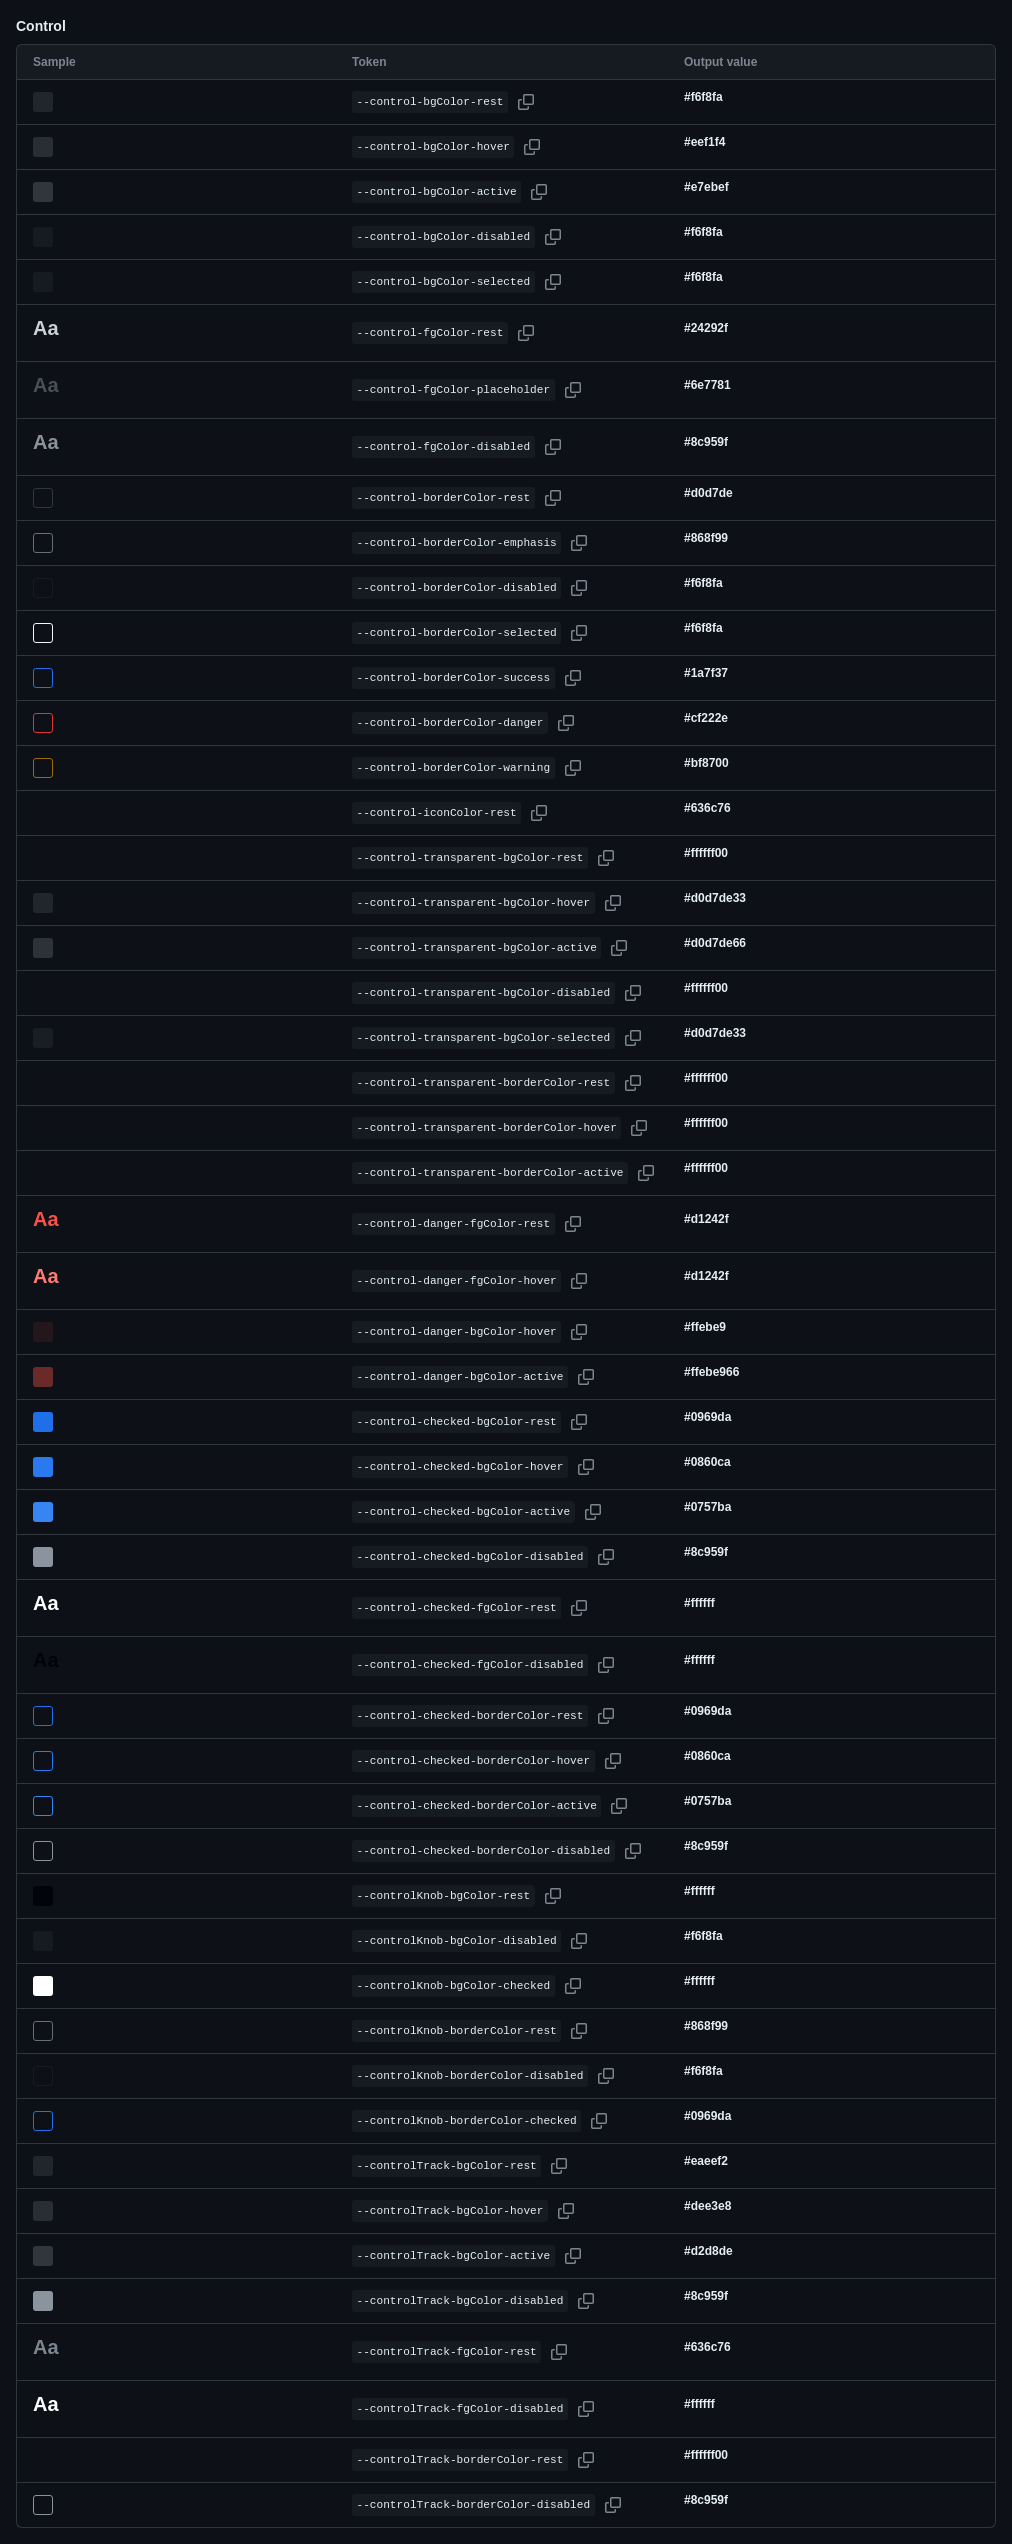 Control
Sample Token Output value
--control-bgColor-rest #f6f8fa
--control-bgColor-hover #eef1f4
--control-bgColor-active #e7ebef
--control-bgColor-disabled #f6f8fa
--control-bgColor-selected #f6f8fa
Aa --control-fgColor-rest #24292f
Aa --control-fgColor-placeholder #6e7781
Aa --control-fgColor-disabled #8c959f
--control-borderColor-rest #d0d7de
--control-borderColor-emphasis #868f99
--control-borderColor-disabled #f6f8fa
--control-borderColor-selected #f6f8fa
--control-borderColor-success #1a7f37
--control-borderColor-danger #cf222e
--control-borderColor-warning #bf8700
--control-iconColor-rest #636c76
--control-transparent-bgColor-rest #ffffff00
--control-transparent-bgColor-hover #d0d7de33
--control-transparent-bgColor-active #d0d7de66
--control-transparent-bgColor-disabled #ffffff00
--control-transparent-bgColor-selected #d0d7de33
--control-transparent-borderColor-rest #ffffff00
--control-transparent-borderColor-hover #ffffff00
--control-transparent-borderColor-active #ffffff00
Aa --control-danger-fgColor-rest #d1242f
Aa --control-danger-fgColor-hover #d1242f
--control-danger-bgColor-hover #ffebe9
--control-danger-bgColor-active #ffebe966
--control-checked-bgColor-rest #0969da
--control-checked-bgColor-hover #0860ca
--control-checked-bgColor-active #0757ba
--control-checked-bgColor-disabled #8c959f
Aa --control-checked-fgColor-rest #ffffff
Aa --control-checked-fgColor-disabled #ffffff
--control-checked-borderColor-rest #0969da
--control-checked-borderColor-hover #0860ca
--control-checked-borderColor-active #0757ba
--control-checked-borderColor-disabled #8c959f
--controlKnob-bgColor-rest #ffffff
--controlKnob-bgColor-disabled #f6f8fa
--controlKnob-bgColor-checked #ffffff
--controlKnob-borderColor-rest #868f99
--controlKnob-borderColor-disabled #f6f8fa
--controlKnob-borderColor-checked #0969da
--controlTrack-bgColor-rest #eaeef2
--controlTrack-bgColor-hover #dee3e8
--controlTrack-bgColor-active #d2d8de
--controlTrack-bgColor-disabled #8c959f
Aa --controlTrack-fgColor-rest #636c76
Aa --controlTrack-fgColor-disabled #ffffff
--controlTrack-borderColor-rest #ffffff00
--controlTrack-borderColor-disabled #8c959f